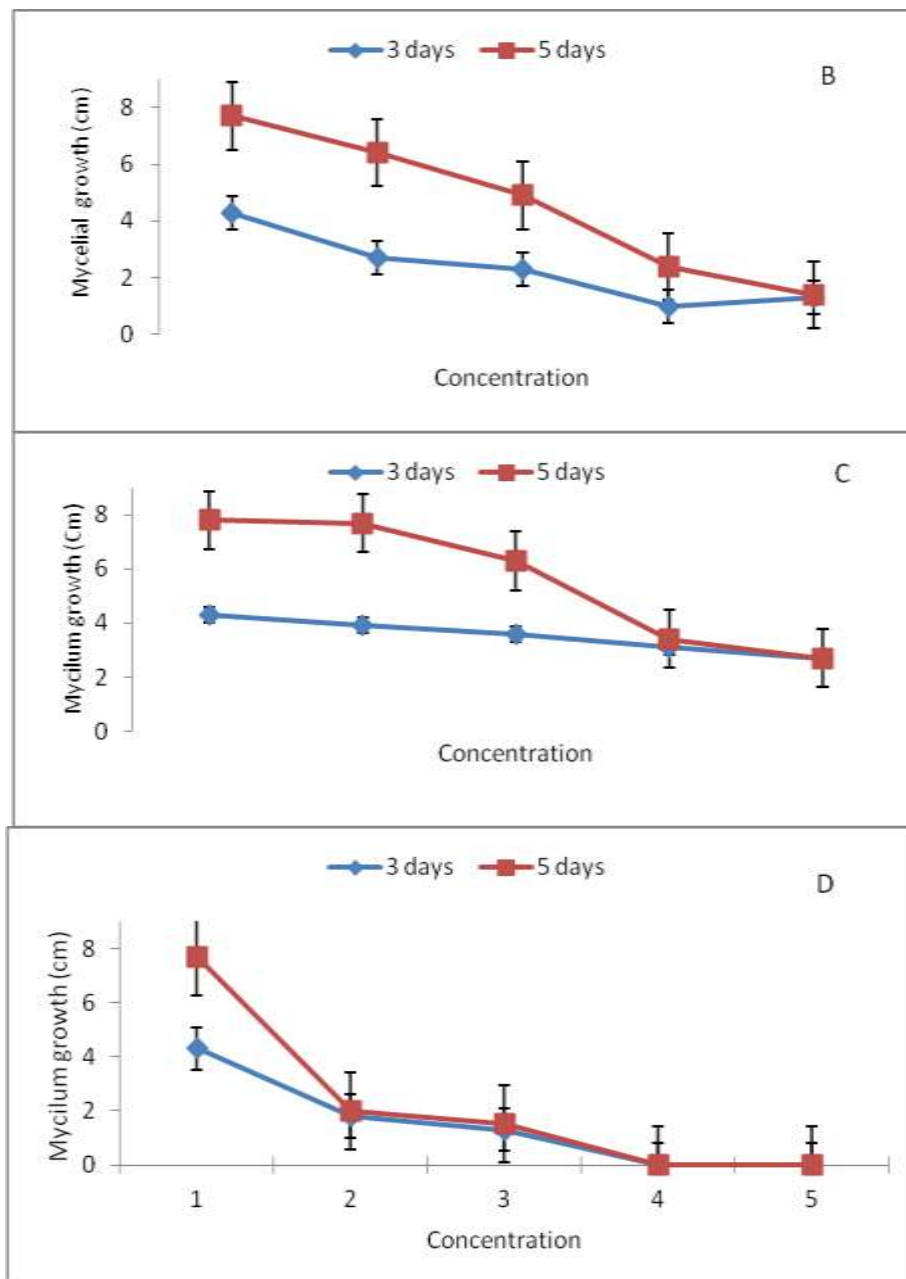 3 days 5 days
B
Mycelial growth (cm)
8
6
4
2
0
Concentration
3 days 5 days
C
Mycilum growth (Cm)
8
6
4
2
0
Concentration
3 days 5 days
D
Mycilum growth (cm)
8
6
4
2
0
1 2 3 4 5
Concentration